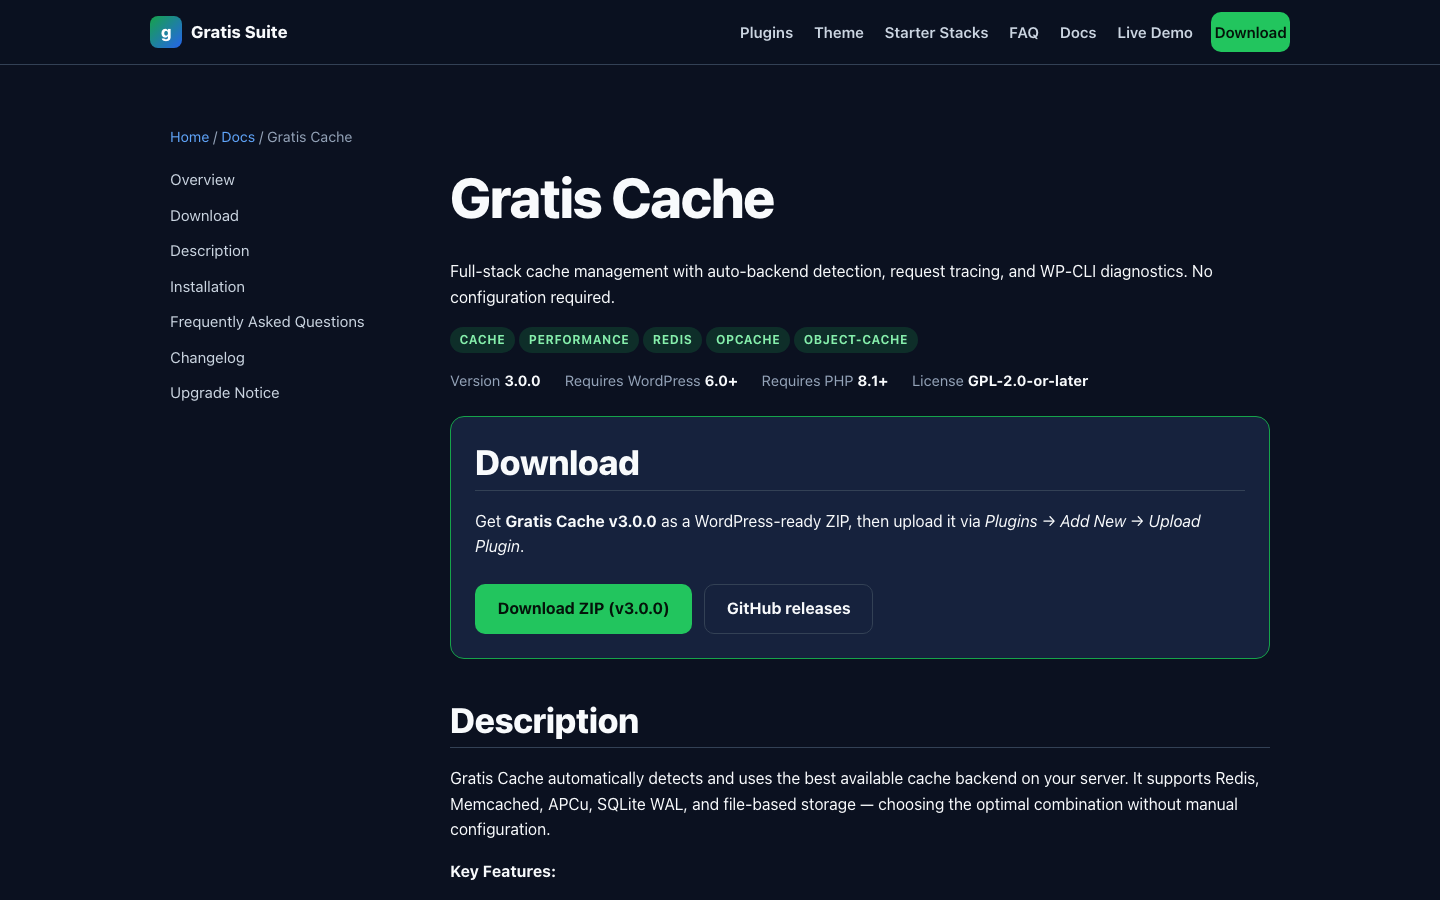 g Gratis Suite
Plugins Theme Starter Stacks FAQ Docs Live Demo Download
Home / Docs / Gratis Cache
Overview
Download
Description
Installation
Frequently Asked Questions
Changelog
Upgrade Notice
Gratis Cache
Full-stack cache management with auto-backend detection, request tracing, and WP-CLI diagnostics. No
configuration required.
CACHE PERFORMANCE REDIS OPCACHE OBJECT-CACHE
Version 3.0.0 Requires WordPress 6.0+ Requires PHP 8.1+ License GPL-2.0-or-later
Download
Get Gratis Cache v3.0.0 as a WordPress-ready ZIP, then upload it via Plugins → Add New → Upload
Plugin.
Download ZIP (v3.0.0) GitHub releases
Description
Gratis Cache automatically detects and uses the best available cache backend on your server. It supports Redis,
Memcached, APCu, SQLite WAL, and file-based storage — choosing the optimal combination without manual
configuration.
Key Features: